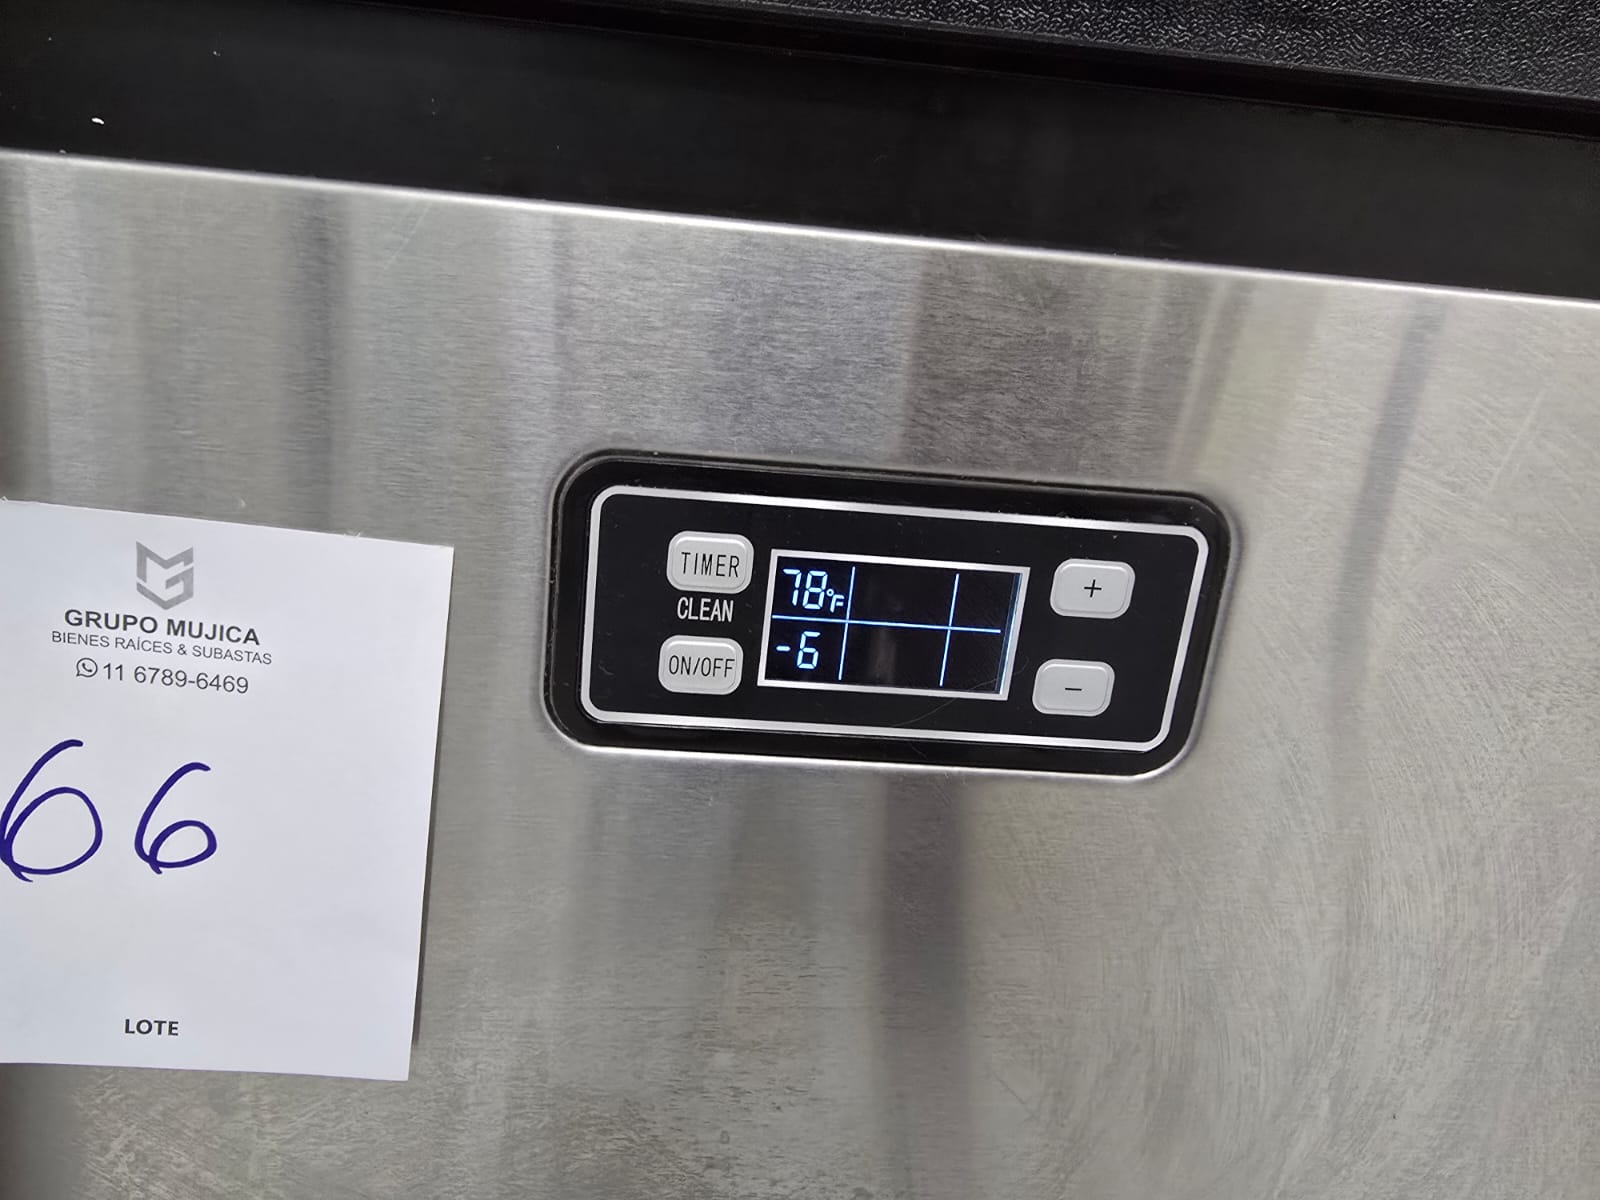 GRUPO MUJICA
BIENES RAÍCES & SUBASTAS
11 6789-6469
66
LOTE
TIMER
CLEAN
ON/OFF
78°F
-6
+
−